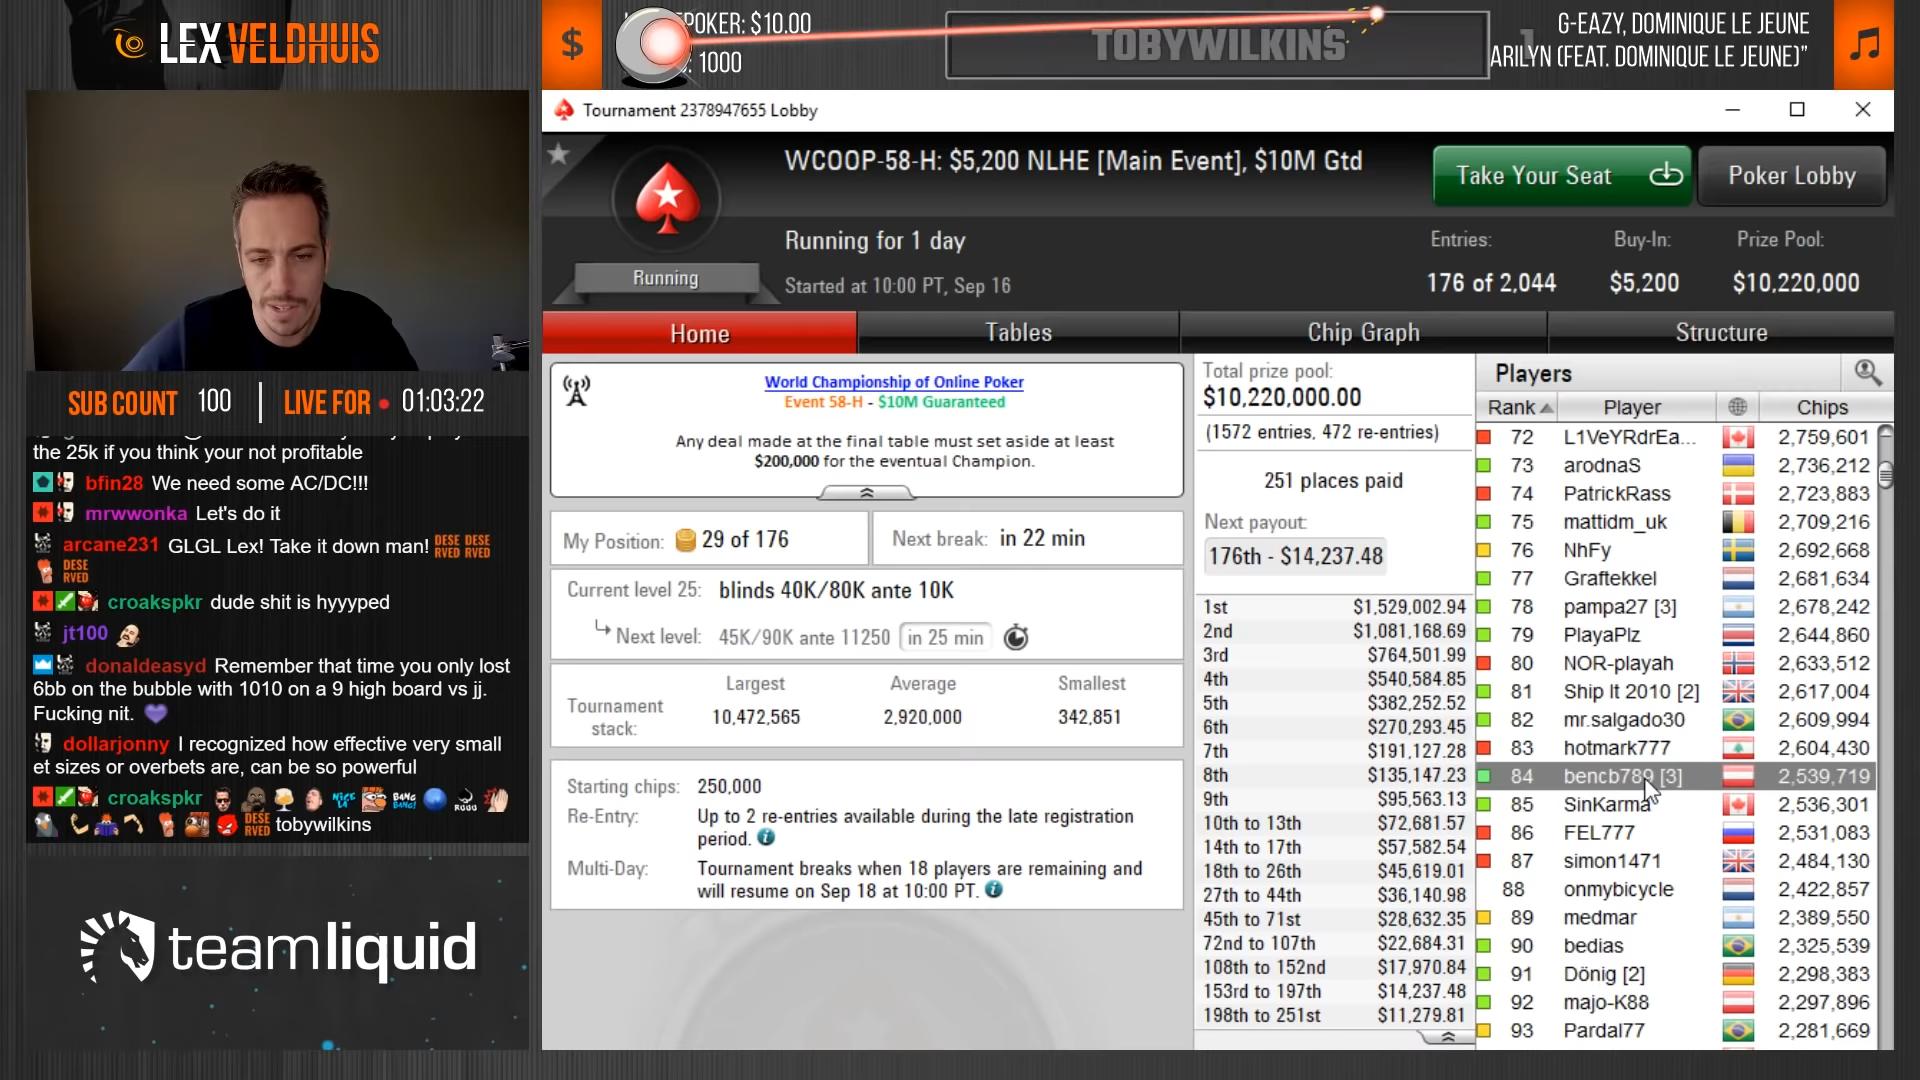 LEX VELDHUIS
POKER: $10.00
: 1000
TOBYWILKINS
G-EAZY, DOMINIQUE LE JEUNE
ARILYN (FEAT. DOMINIQUE LE JEUNE)"
Tournament 2378947655 Lobby
WCOOP-58-H: $5,200 NLHE [Main Event], $10M Gtd
Take Your Seat
Poker Lobby
Running for 1 day
Running
Started at 10:00 PT, Sep 16
Entries: Buy-In: Prize Pool:
176 of 2,044 $5,200 $10,220,000
Home Tables Chip Graph Structure
World Championship of Online Poker
Event 58-H - $10M Guaranteed
Any deal made at the final table must set aside at least
$200,000 for the eventual Champion.
My Position: 29 of 176
Next break: in 22 min
Current level 25: blinds 40K/80K ante 10K
Next level: 45K/90K ante 11250 in 25 min
Largest Average Smallest
Tournament stack: 10,472,565 2,920,000 342,851
Starting chips: 250,000
Re-Entry: Up to 2 re-entries available during the late registration
period.
Multi-Day: Tournament breaks when 18 players are remaining and
will resume on Sep 18 at 10:00 PT.
Total prize pool:
$10,220,000.00
(1572 entries, 472 re-entries)
251 places paid
Next payout:
176th - $14,237.48
1st $1,529,002.94
2nd $1,081,168.69
3rd $764,501.99
4th $540,584.85
5th $382,252.52
6th $270,293.45
7th $191,127.28
8th $135,147.23
9th $95,563.13
10th to 13th $72,681.57
14th to 17th $57,582.54
18th to 26th $45,619.01
27th to 44th $36,140.98
45th to 71st $28,632.35
72nd to 107th $22,684.31
108th to 152nd $17,970.84
153rd to 197th $14,237.48
198th to 251st $11,279.81
Players
Rank Player Chips
72 L1VeYRdrEa... 2,759,601
73 arodnaS 2,736,212
74 PatrickRass 2,723,883
75 mattidm_uk 2,709,216
76 NhFy 2,692,668
77 Graftekkel 2,681,634
78 pampa27 [3] 2,678,242
79 PlayaPlz 2,644,860
80 NOR-playah 2,633,512
81 Ship It 2010 [2] 2,617,004
82 mr.salgado30 2,609,994
83 hotmark777 2,604,430
84 bencb789 [3] 2,539,719
85 SinKarma 2,536,301
86 FEL777 2,531,083
87 simon1471 2,484,130
88 onmybicycle 2,422,857
89 medmar 2,389,550
90 bedias 2,325,539
91 Dönig [2] 2,298,383
92 majo-K88 2,297,896
93 Pardal77 2,281,669
SUB COUNT 100 LIVE FOR 01:03:22
the 25k if you think your not profitable
bfin28 We need some AC/DC!!!
mrwwonka Let's do it
arcane231 GLGL Lex! Take it down man! DESE RVED DESE RVED
DESE RVED
croakspkr dude shit is hyyyped
jt100
donaldeasyd Remember that time you only lost
6bb on the bubble with 1010 on a 9 high board vs jj.
Fucking nit.
dollarjonny I recognized how effective very small
et sizes or overbets are, can be so powerful
croakspkr
DESE RVED tobywilkins
teamliquid